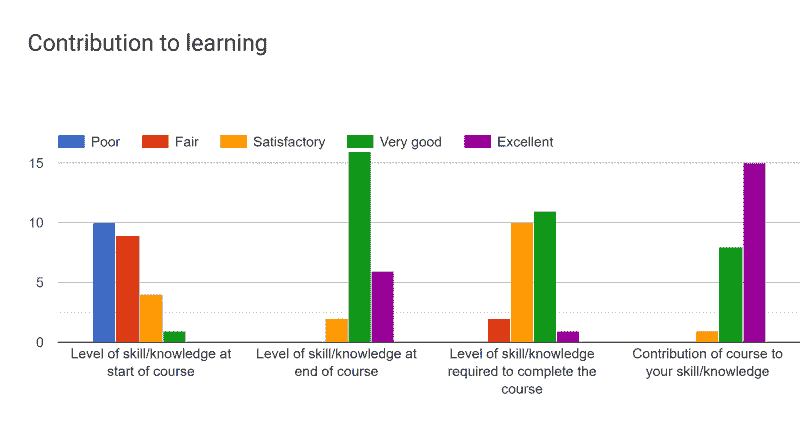 Contribution to learning
Poor Fair Satisfactory Very good Excellent
15
10
5
0
Level of skill/knowledge at
start of course
Level of skill/knowledge at
end of course
Level of skill/knowledge
required to complete the
course
Contribution of course to
your skill/knowledge